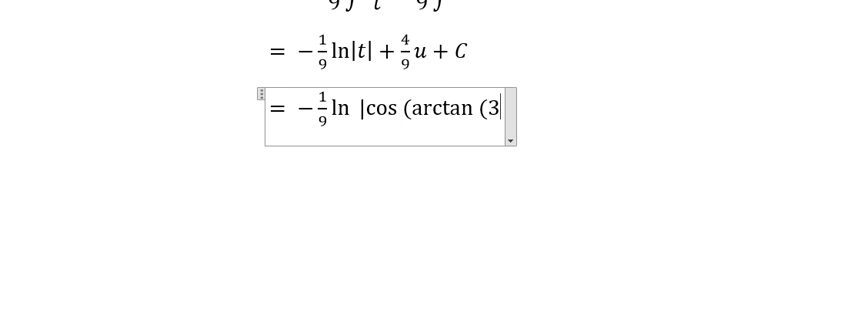 = −1/9 ln|t| + 4/9 u + C
= −1/9 ln |cos (arctan (3